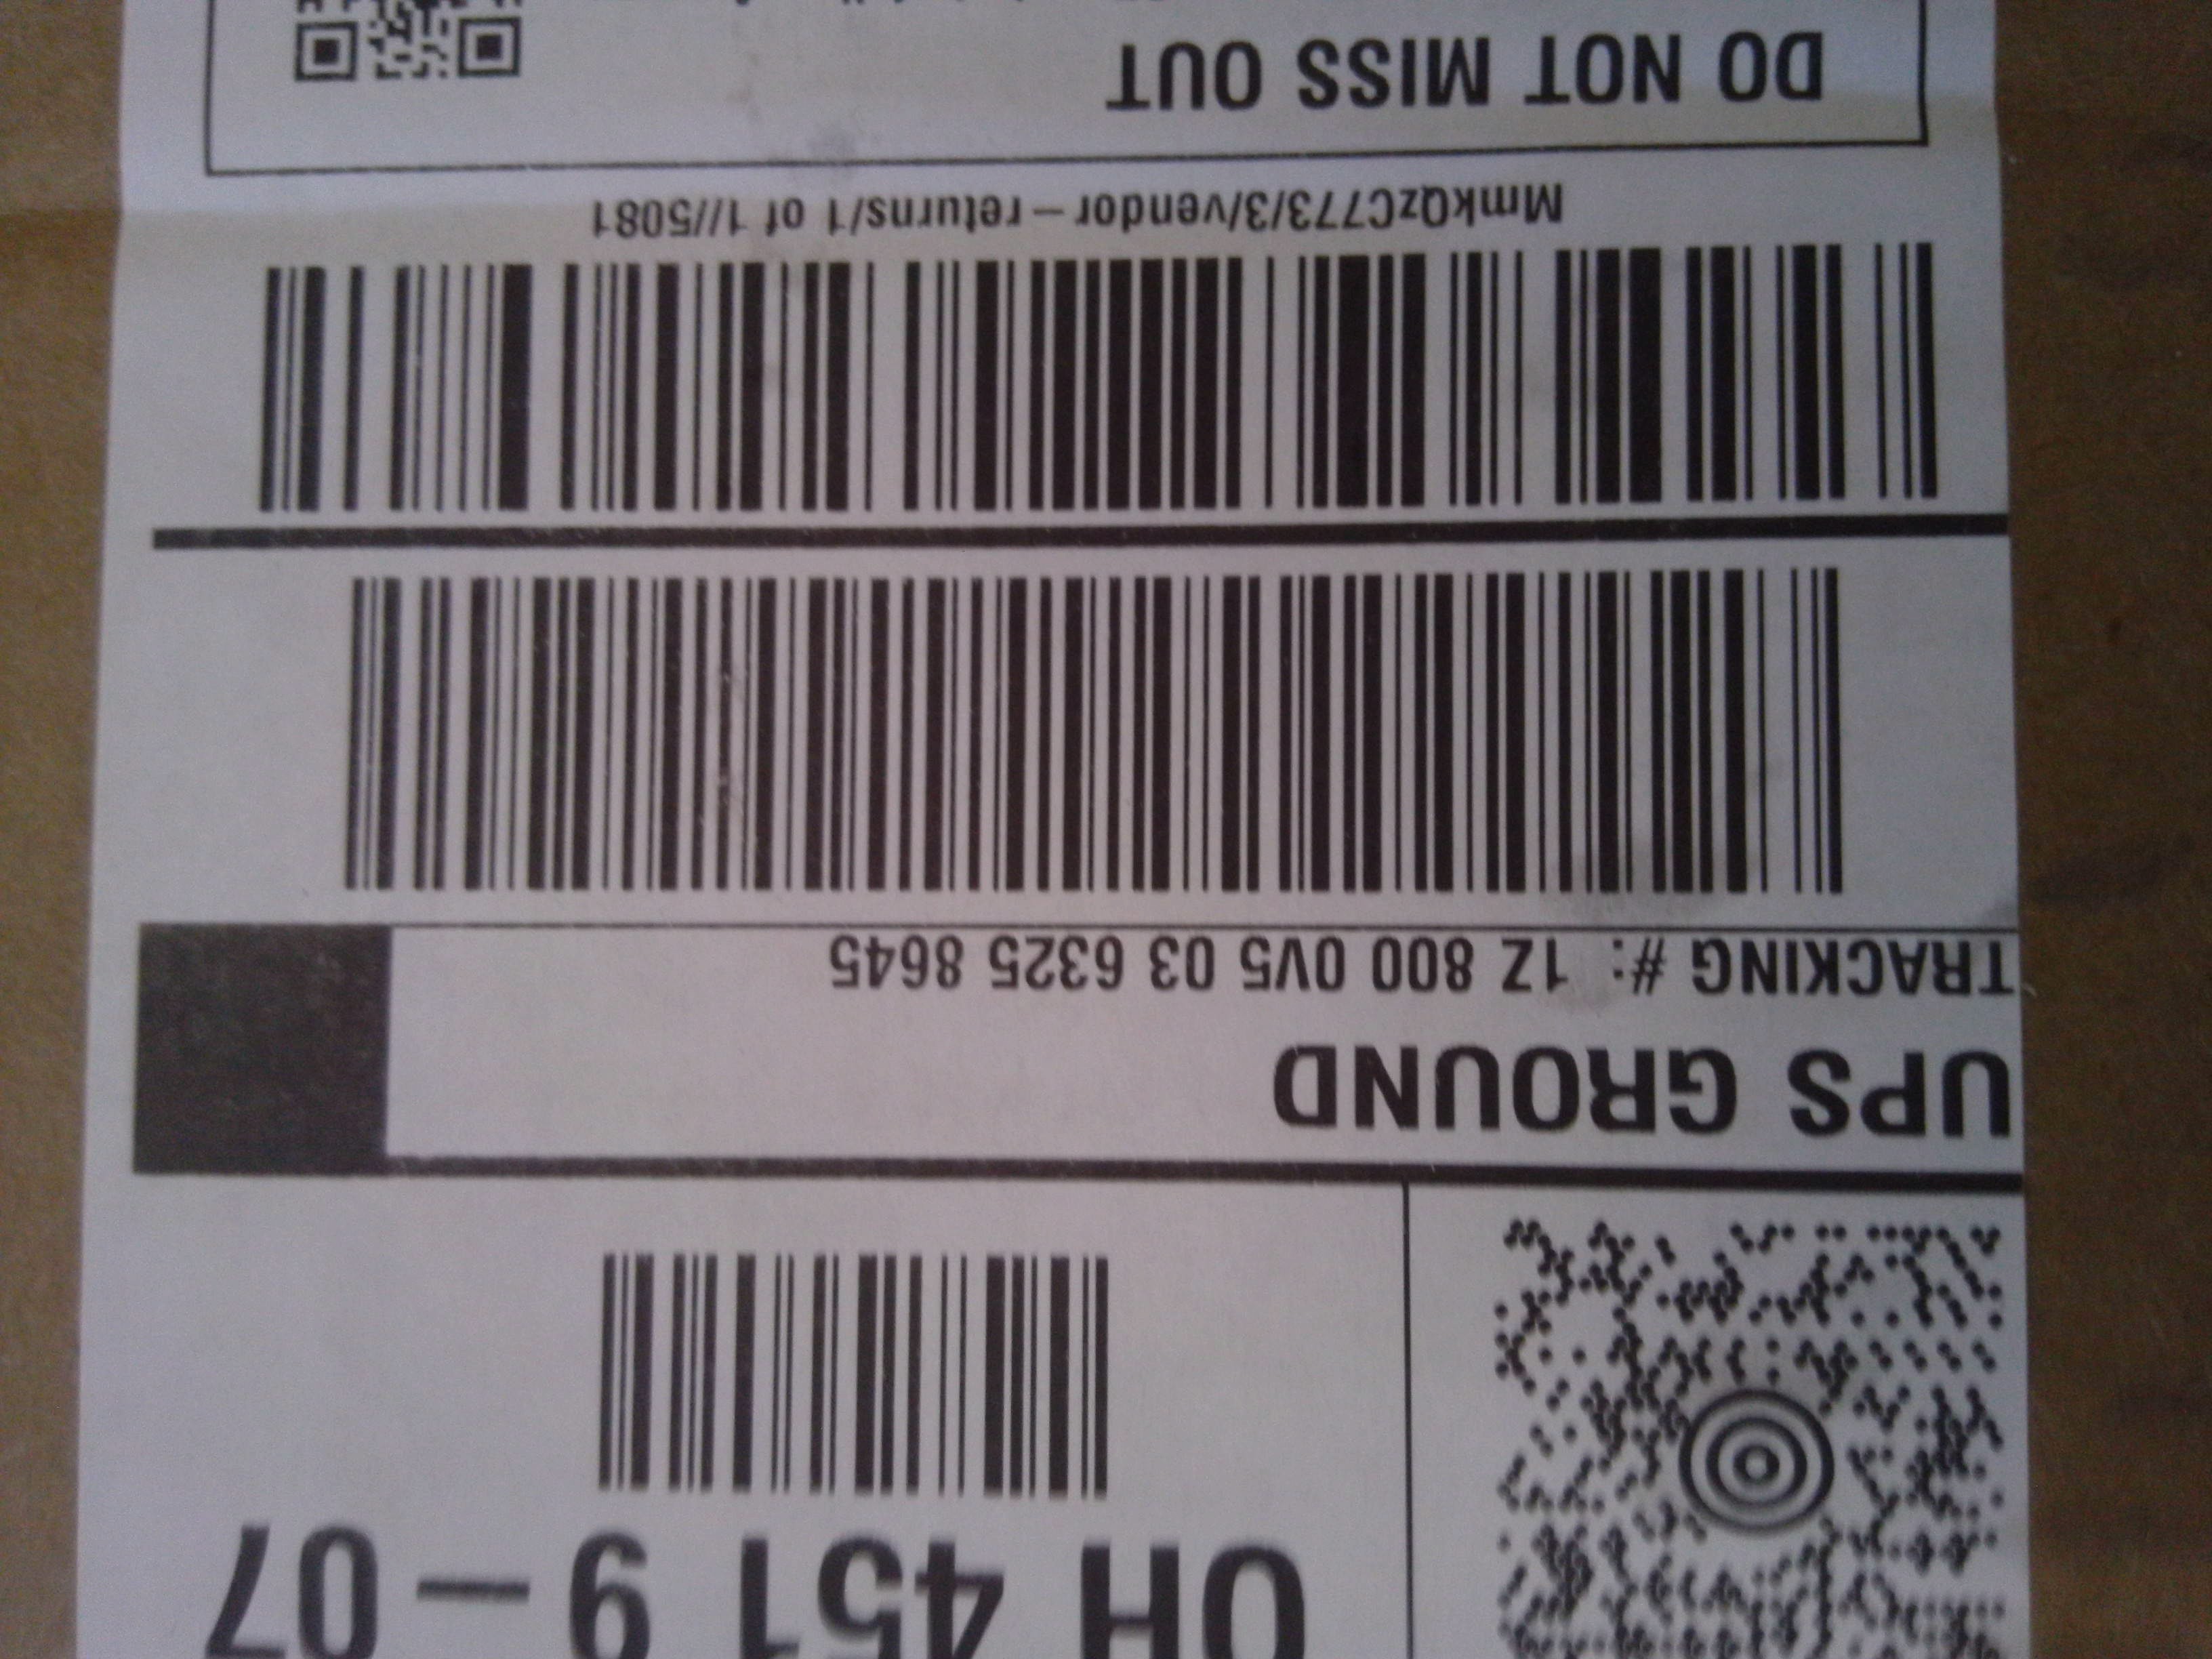 OH 451 9-07
UPS GROUND
TRACKING #: 1Z 800 0V5 03 6325 8645
MmkQzC773/3/vendor-returns/1 of 1//5081
DO NOT MISS OUT